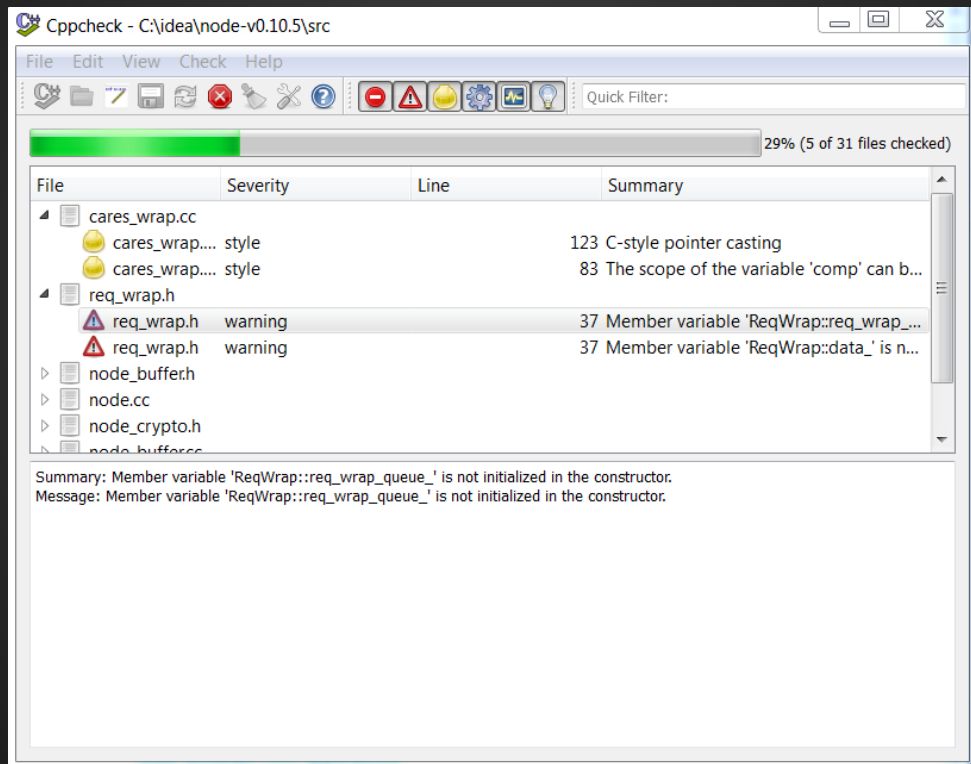 Cppcheck - C:\idea\node-v0.10.5\src
File Edit View Check Help
Quick Filter:
29% (5 of 31 files checked)
File Severity Line Summary
cares_wrap.cc
cares_wrap.... style 123 C-style pointer casting
cares_wrap.... style 83 The scope of the variable 'comp' can b...
req_wrap.h
req_wrap.h warning 37 Member variable 'ReqWrap::req_wrap_...
req_wrap.h warning 37 Member variable 'ReqWrap::data_' is n...
node_buffer.h
node.cc
node_crypto.h
node_buffer.cc
Summary: Member variable 'ReqWrap::req_wrap_queue_' is not initialized in the constructor.
Message: Member variable 'ReqWrap::req_wrap_queue_' is not initialized in the constructor.